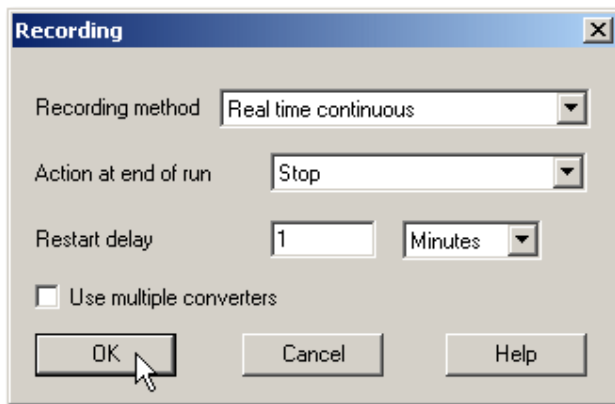 Recording
Recording method Real time continuous
Action at end of run Stop
Restart delay 1 Minutes
Use multiple converters
OK Cancel Help